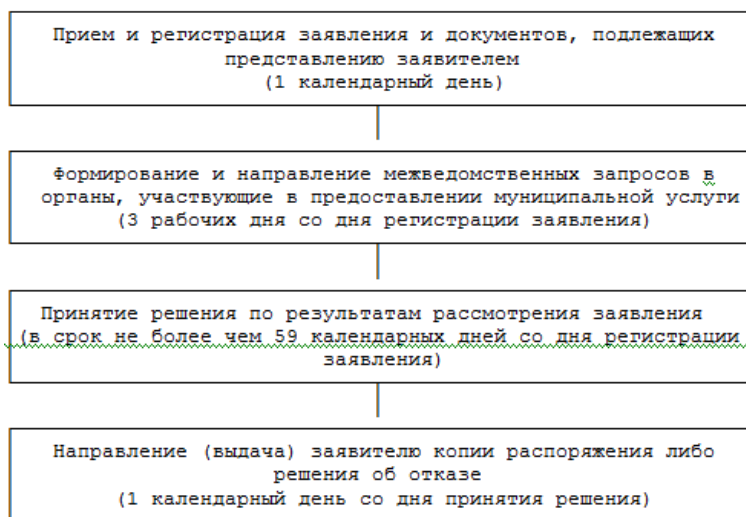 Прием и регистрация заявления и документов, подлежащих
представлению заявителем
(1 календарный день)
Формирование и направление межведомственных запросов в
органы, участвующие в предоставлении муниципальной услуги
(3 рабочих дня со дня регистрации заявления)
Принятие решения по результатам рассмотрения заявления
(в срок не более чем 59 календарных дней со дня регистрации
заявления)
Направление (выдача) заявителю копии распоряжения либо
решения об отказе
(1 календарный день со дня принятия решения)